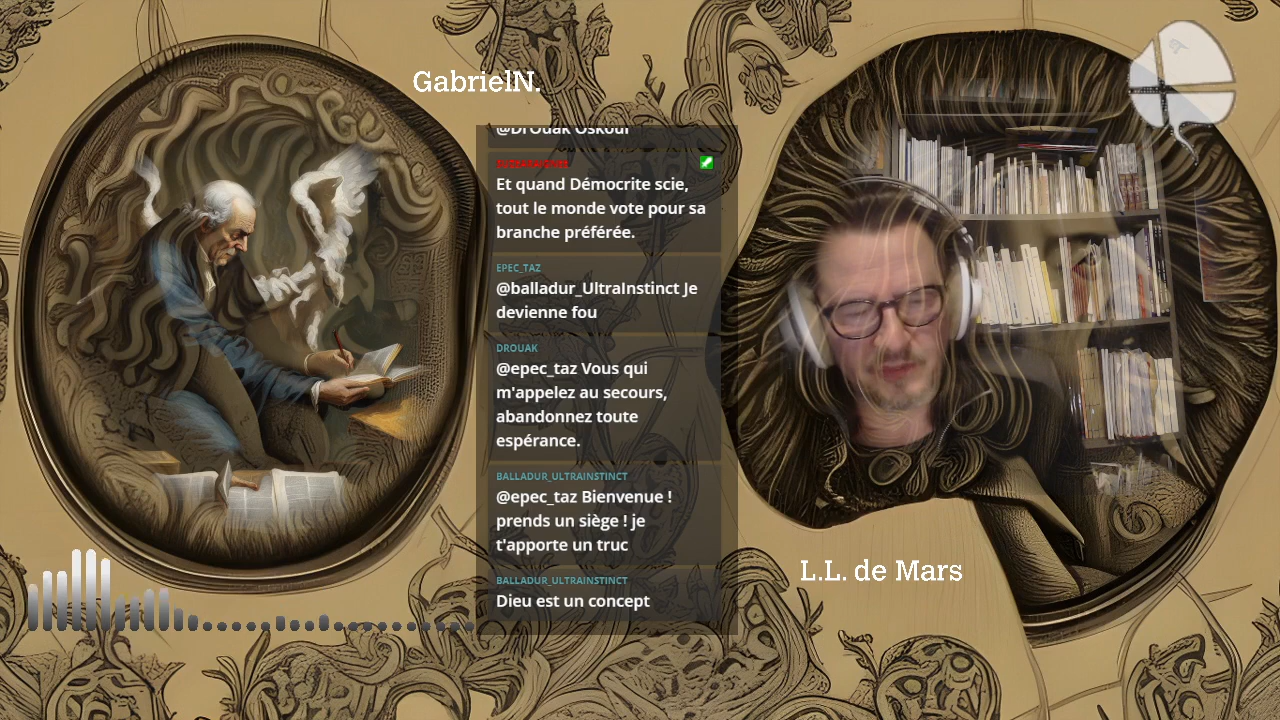 GabrielN.
@DrOuak Oskour
Et quand Démocrite scie,
tout le monde vote pour sa
branche préférée.
EPEC_TAZ
@balladur_UltraInstinct Je
devienne fou
DROUAK
@epec_taz Vous qui
m'appelez au secours,
abandonnez toute
espérance.
BALLADUR_ULTRAINSTINCT
@epec_taz Bienvenue !
prends un siège ! je
t'apporte un truc
BALLADUR_ULTRAINSTINCT
Dieu est un concept
L.L. de Mars